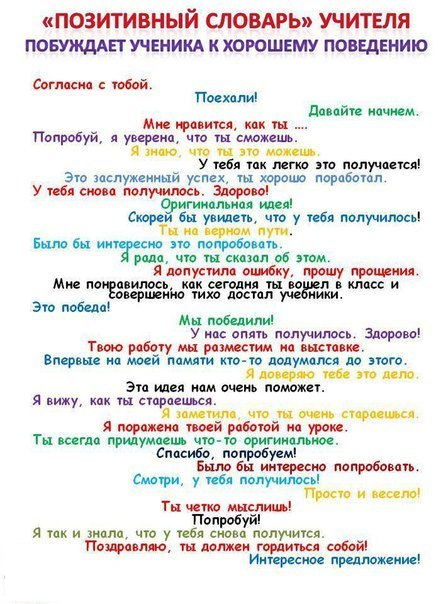 «ПОЗИТИВНЫЙ СЛОВАРЬ» УЧИТЕЛЯ
ПОБУЖДАЕТ УЧЕНИКА К ХОРОШЕМУ ПОВЕДЕНИЮ
Согласна с тобой.
Поехали!
Давайте начнем.
Мне нравится, как ты ....
Попробуй, я уверена, что ты сможешь.
Я знаю, что ты это можешь.
У тебя так легко это получается!
Это заслуженный успех, ты хорошо поработал.
У тебя снова получилось. Здорово!
Оригинальная идея!
Скорей бы увидеть, что у тебя получилось!
Ты на верном пути.
Было бы интересно это попробовать.
Я рада, что ты сказал об этом.
Я допустила ошибку, прошу прощения.
Мне понравилось, как сегодня ты вошел в класс и
совершенно тихо достал учебники.
Это победа!
Мы победили!
У нас опять получилось. Здорово!
Твою работу мы разместим на выставке.
Впервые на моей памяти кто-то додумался до этого.
Я доверяю тебе это дело.
Эта идея нам очень поможет.
Я вижу, как ты стараешься.
Я заметила, что ты очень стараешься.
Я поражена твоей работой на уроке.
Ты всегда придумаешь что-то оригинальное.
Спасибо, попробуем!
Было бы интересно попробовать.
Смотри, у тебя получилось!
Просто и весело!
Ты четко мыслишь!
Попробуй!
Я так и знала, что у тебя снова получится.
Поздравляю, ты должен гордиться собой!
Интересное предложение!